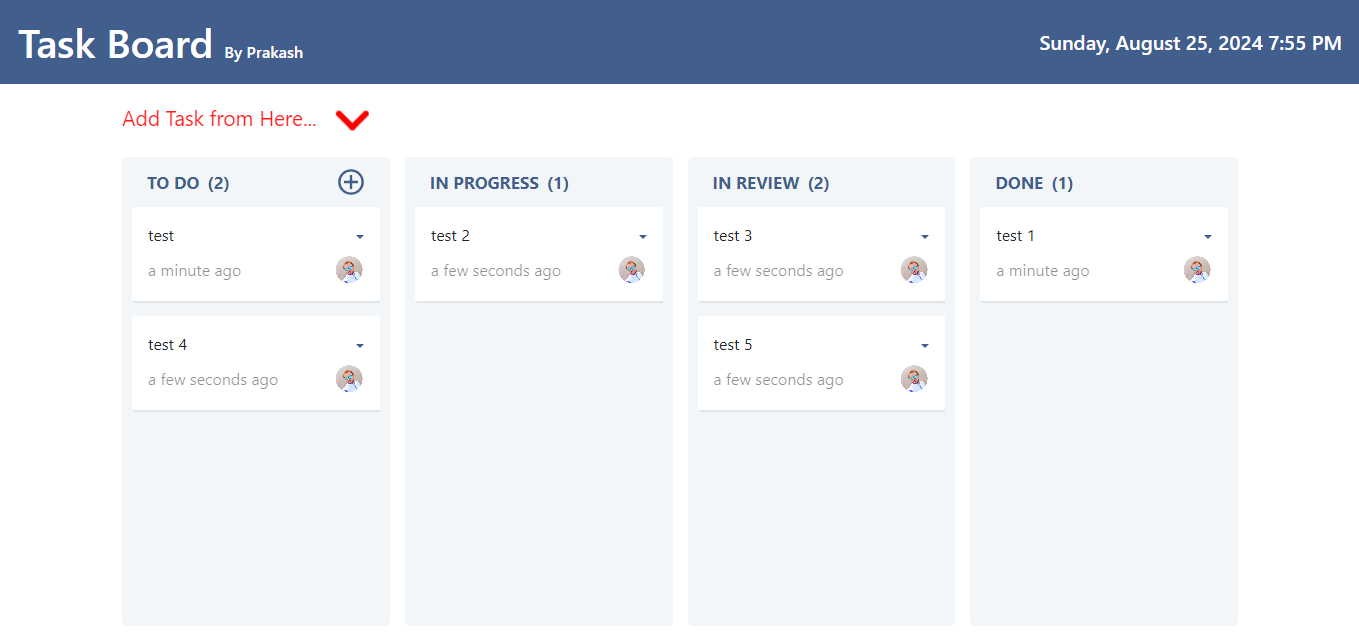 Task Board By Prakash
Sunday, August 25, 2024 7:55 PM
Add Task from Here...
TO DO (2)
test
a minute ago
test 4
a few seconds ago
IN PROGRESS (1)
test 2
a few seconds ago
IN REVIEW (2)
test 3
a few seconds ago
test 5
a few seconds ago
DONE (1)
test 1
a minute ago